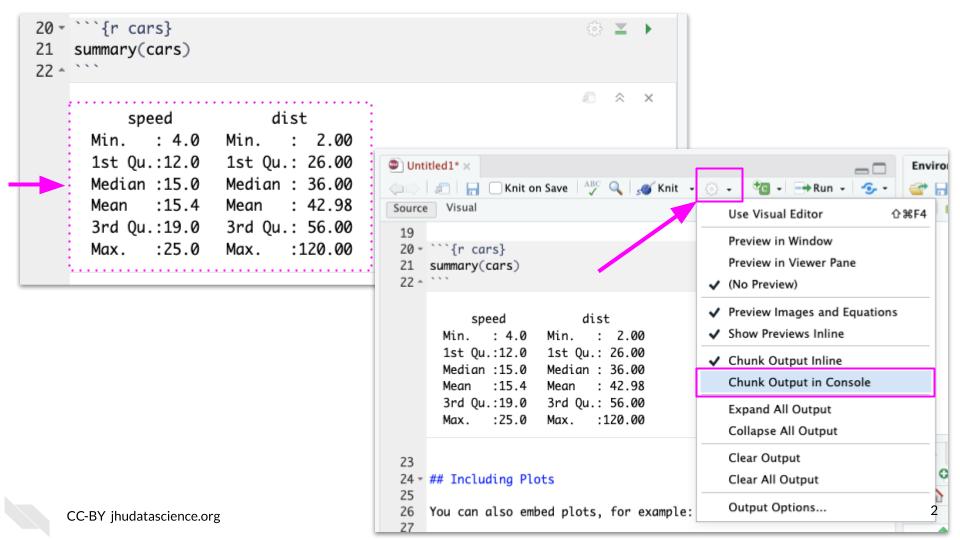 20 ```{r cars}
21 summary(cars)
22 ```
speed dist
Min. : 4.0 Min. : 2.00
1st Qu.:12.0 1st Qu.: 26.00
Median :15.0 Median : 36.00
Mean :15.4 Mean : 42.98
3rd Qu.:19.0 3rd Qu.: 56.00
Max. :25.0 Max. :120.00
Untitled1* ×
Environ
Knit on Save ABC Knit Run
Source Visual
19
20 ```{r cars}
21 summary(cars)
22 ```
speed dist
Min. : 4.0 Min. : 2.00
1st Qu.:12.0 1st Qu.: 26.00
Median :15.0 Median : 36.00
Mean :15.4 Mean : 42.98
3rd Qu.:19.0 3rd Qu.: 56.00
Max. :25.0 Max. :120.00
23
24 ## Including Plots
25
26 You can also embed plots, for example:
27
Use Visual Editor ⇧⌘F4
Preview in Window
Preview in Viewer Pane
✓ (No Preview)
✓ Preview Images and Equations
✓ Show Previews Inline
✓ Chunk Output Inline
Chunk Output in Console
Expand All Output
Collapse All Output
Clear Output
Clear All Output
Output Options...
CC-BY jhudatascience.org
2